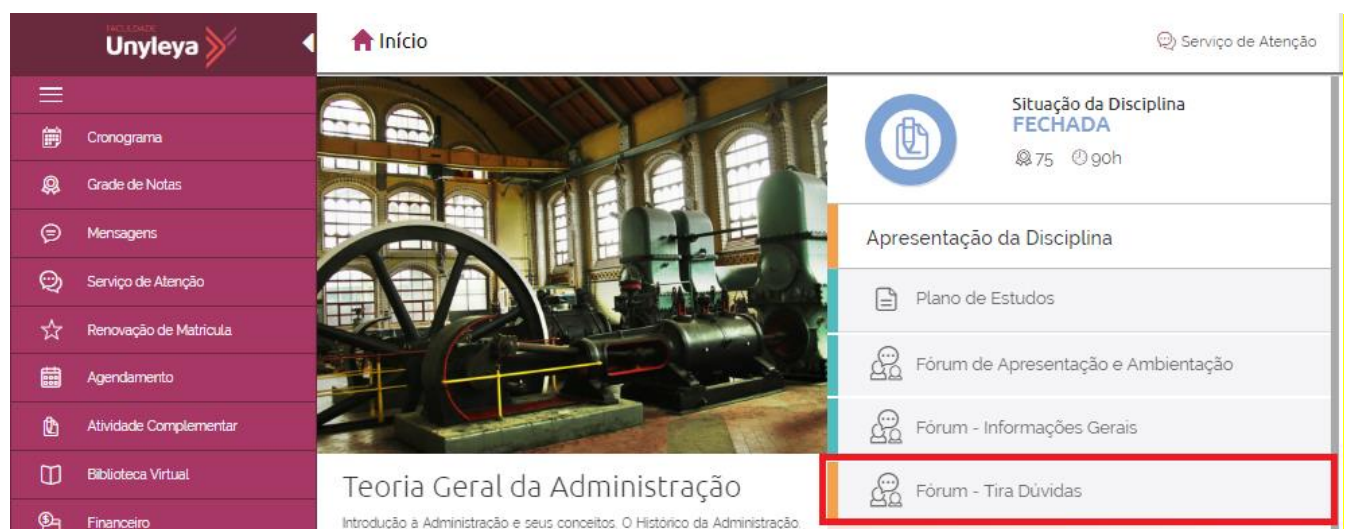 FACULDADE
Unyleya
Início
Serviço de Atenção
Cronograma
Grade de Notas
Mensagens
Serviço de Atenção
Renovação de Matricula
Agendamento
Atividade Complementar
Biblioteca Virtual
Financeiro
Teoria Geral da Administração
Introdução à Administração e seus conceitos. O Histórico da Administração.
Situação da Disciplina
FECHADA
75 90h
Apresentação da Disciplina
Plano de Estudos
Fórum de Apresentação e Ambientação
Fórum - Informações Gerais
Fórum - Tira Dúvidas